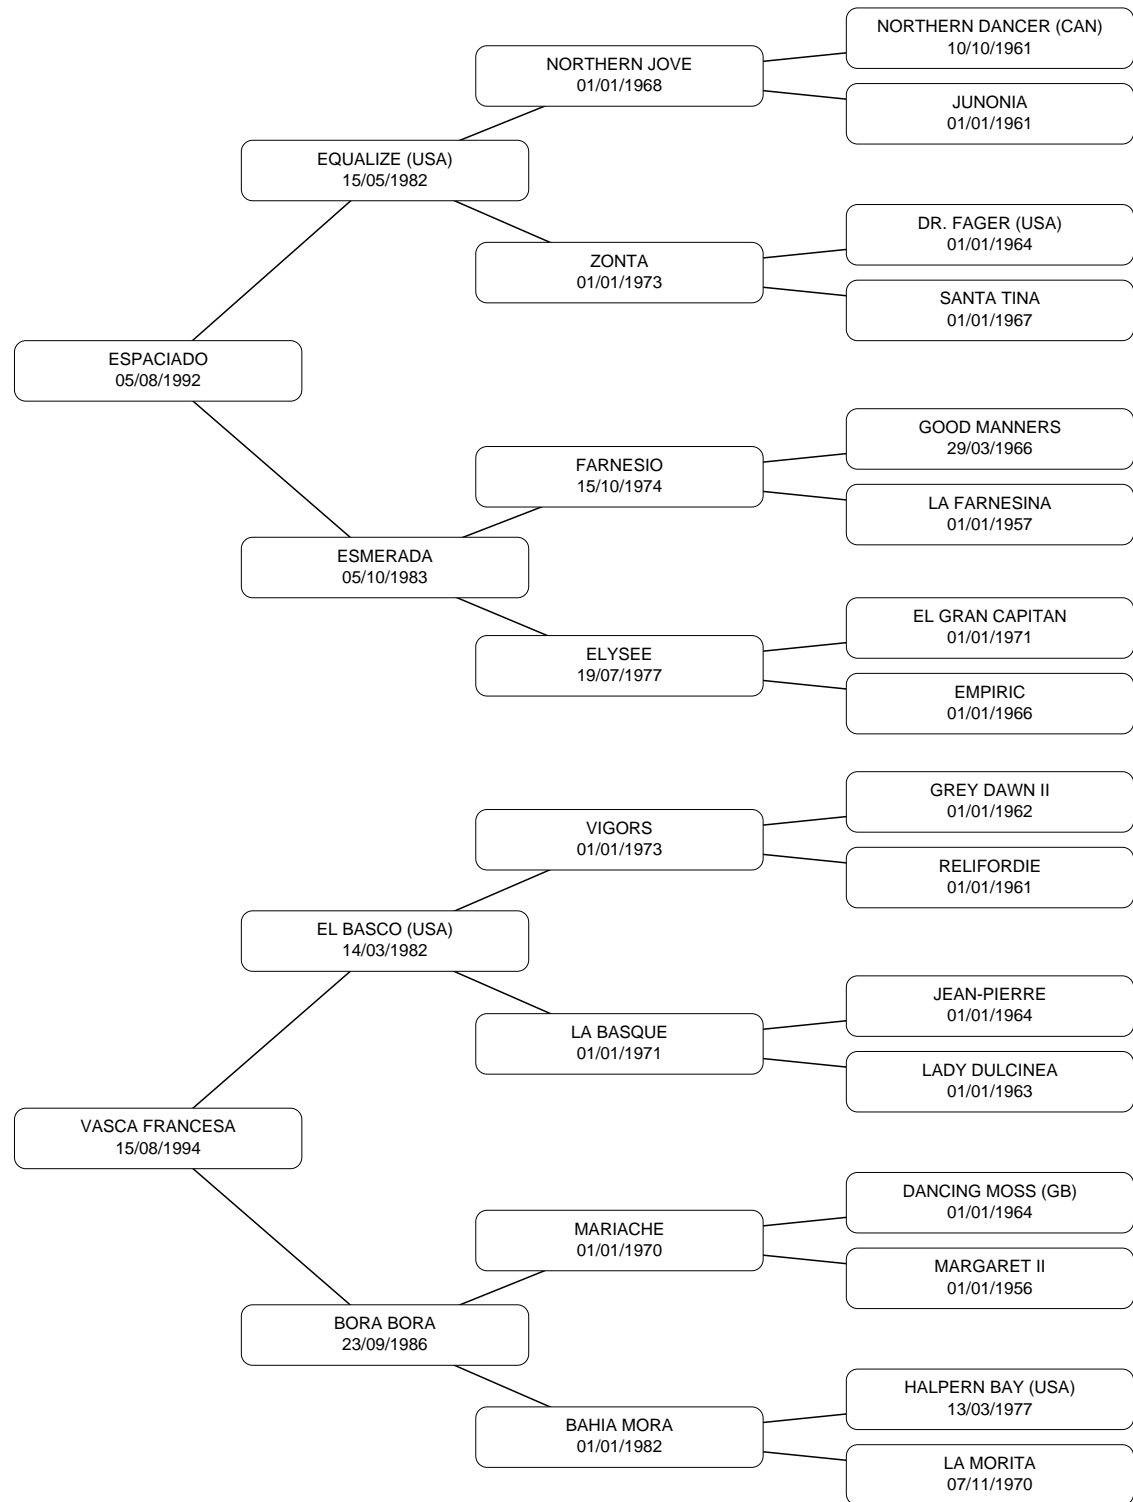 NORTHERN DANCER (CAN)
10/10/1961
NORTHERN JOVE
01/01/1968
JUNONIA
01/01/1961
EQUALIZE (USA)
15/05/1982
DR. FAGER (USA)
01/01/1964
ZONTA
01/01/1973
SANTA TINA
01/01/1967
ESPACIADO
05/08/1992
GOOD MANNERS
29/03/1966
FARNESIO
15/10/1974
LA FARNESINA
01/01/1957
ESMERADA
05/10/1983
EL GRAN CAPITAN
01/01/1971
ELYSEE
19/07/1977
EMPIRIC
01/01/1966
GREY DAWN II
01/01/1962
VIGORS
01/01/1973
RELIFORDIE
01/01/1961
EL BASCO (USA)
14/03/1982
JEAN-PIERRE
01/01/1964
LA BASQUE
01/01/1971
LADY DULCINEA
01/01/1963
VASCA FRANCESA
15/08/1994
DANCING MOSS (GB)
01/01/1964
MARIACHE
01/01/1970
MARGARET II
01/01/1956
BORA BORA
23/09/1986
HALPERN BAY (USA)
13/03/1977
BAHIA MORA
01/01/1982
LA MORITA
07/11/1970